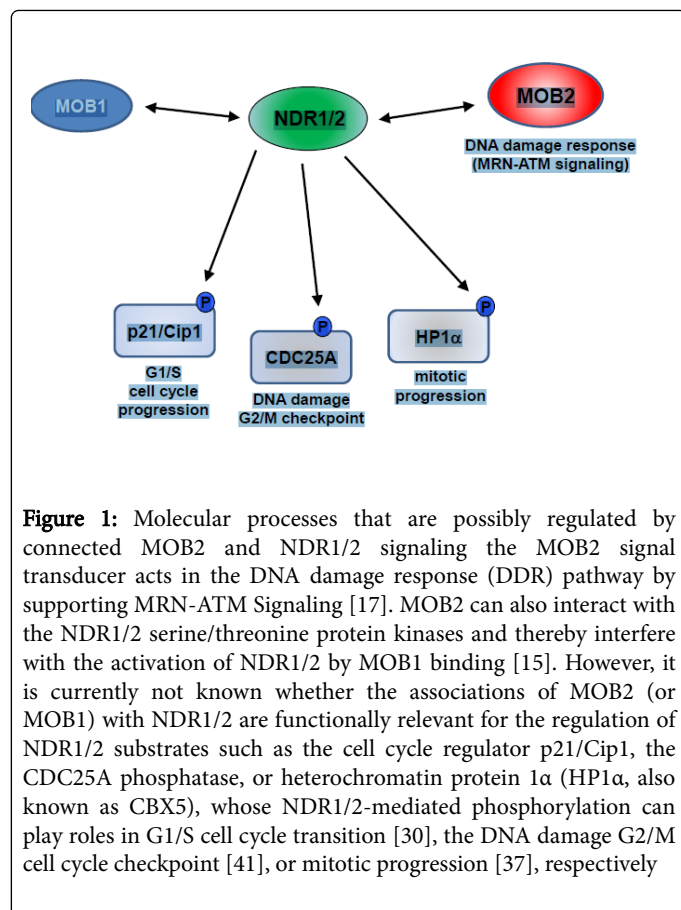 MOB1
NDR1/2
MOB2
DNA damage response
(MRN-ATM signaling)
P
p21/Cip1
G1/S
cell cycle
progression
P
CDC25A
DNA damage
G2/M checkpoint
P
HP1α
mitotic
progression
Figure 1: Molecular processes that are possibly regulated by
connected MOB2 and NDR1/2 signaling the MOB2 signal
transducer acts in the DNA damage response (DDR) pathway by
supporting MRN-ATM Signaling [17]. MOB2 can also interact with
the NDR1/2 serine/threonine protein kinases and thereby interfere
with the activation of NDR1/2 by MOB1 binding [15]. However, it
is currently not known whether the associations of MOB2 (or
MOB1) with NDR1/2 are functionally relevant for the regulation of
NDR1/2 substrates such as the cell cycle regulator p21/Cip1, the
CDC25A phosphatase, or heterochromatin protein 1α (HP1α, also
known as CBX5), whose NDR1/2-mediated phosphorylation can
play roles in G1/S cell cycle transition [30], the DNA damage G2/M
cell cycle checkpoint [41], or mitotic progression [37], respectively